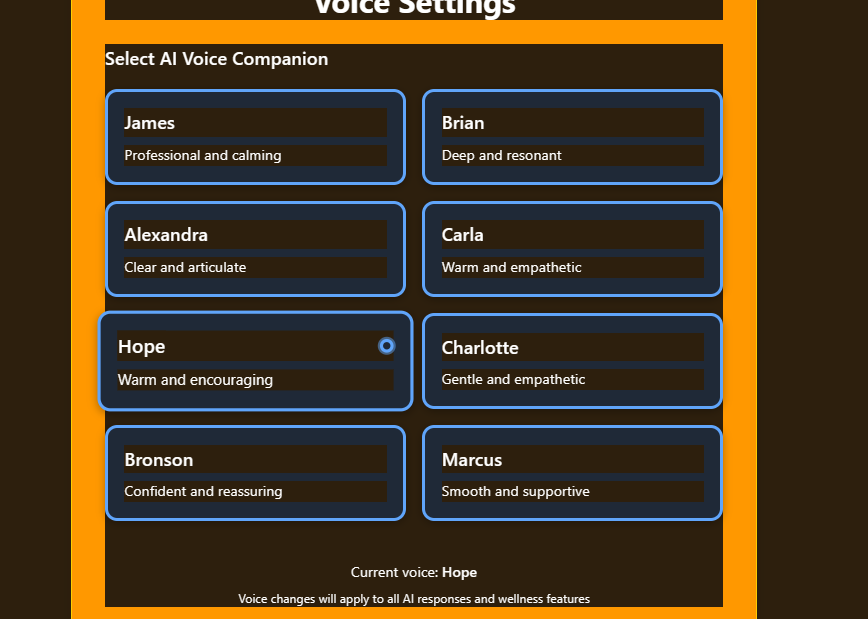 Voice Settings
Select AI Voice Companion
James
Professional and calming
Brian
Deep and resonant
Alexandra
Clear and articulate
Carla
Warm and empathetic
Hope
Warm and encouraging
Charlotte
Gentle and empathetic
Bronson
Confident and reassuring
Marcus
Smooth and supportive
Current voice: Hope
Voice changes will apply to all AI responses and wellness features